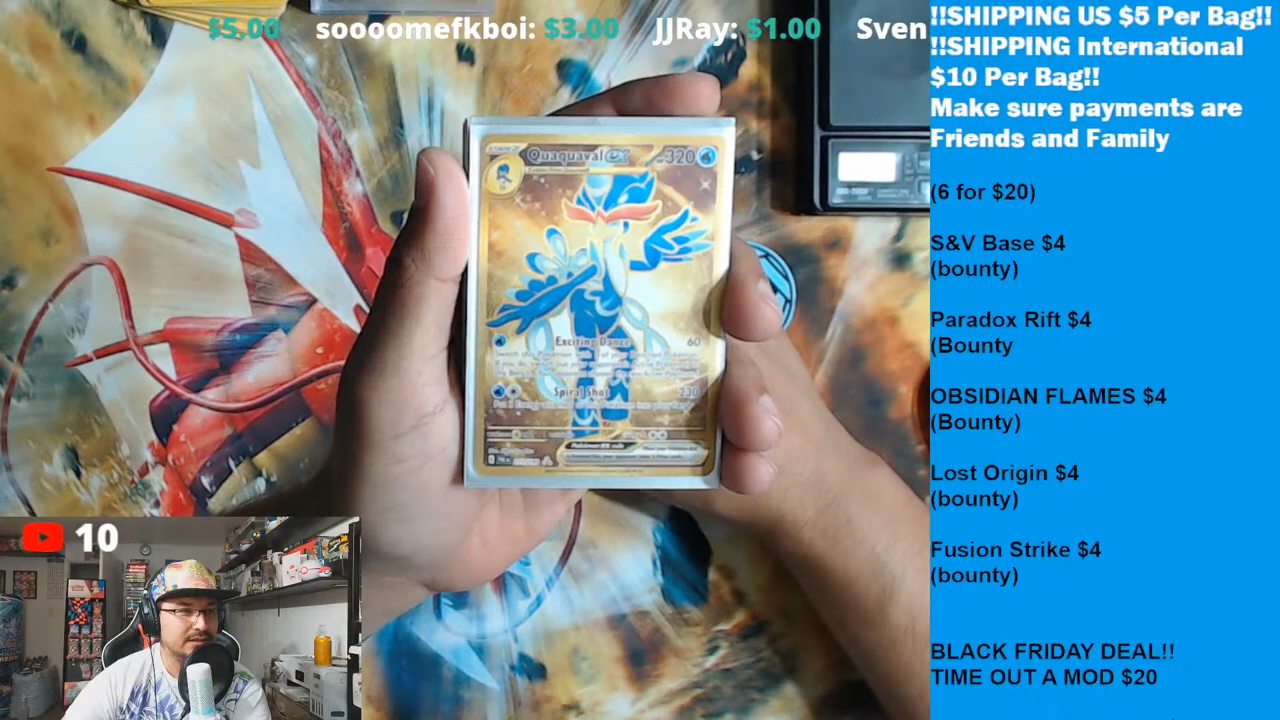 $5.00 soooomefkboi: $3.00 JJRay: $1.00 Sven
!!SHIPPING US $5 Per Bag!!
!!SHIPPING International
$10 Per Bag!!
Make sure payments are
Friends and Family
(6 for $20)
S&V Base $4
(bounty)
Paradox Rift $4
(Bounty
OBSIDIAN FLAMES $4
(Bounty)
Lost Origin $4
(bounty)
Fusion Strike $4
(bounty)
BLACK FRIDAY DEAL!!
TIME OUT A MOD $20
Quaquaval ex 320
Exciting Dance 60
Spiral Shot 230
10